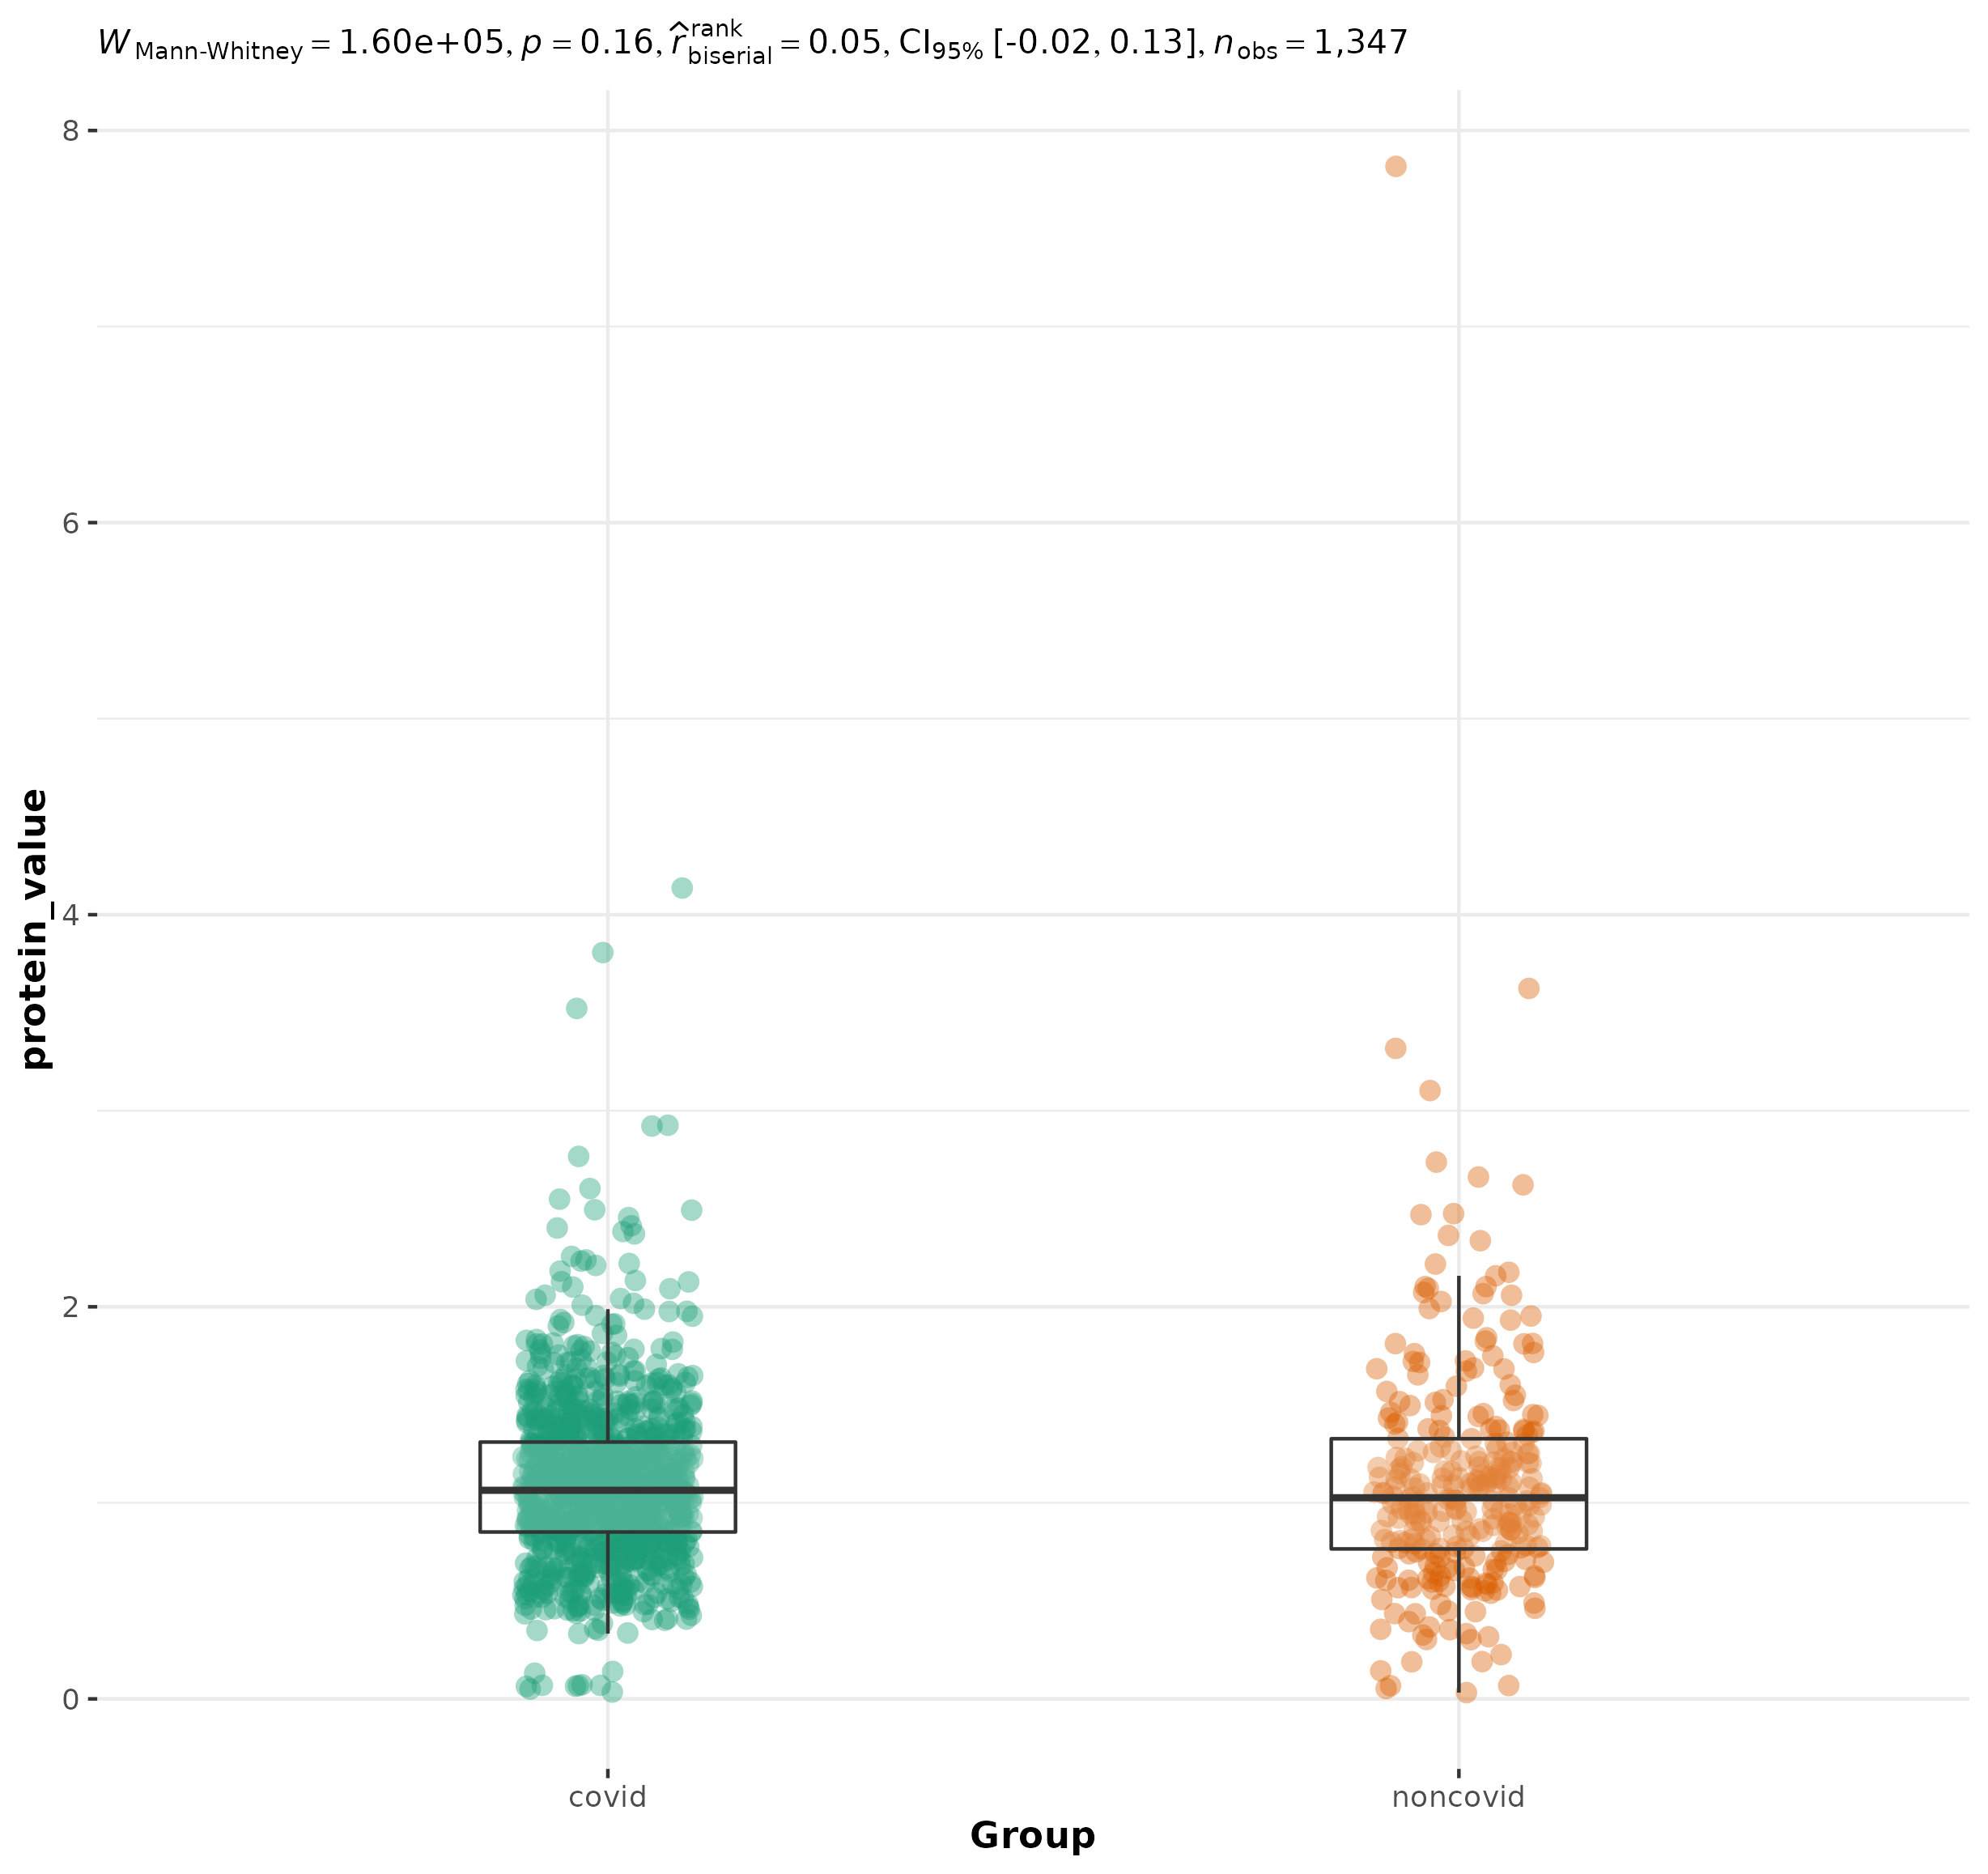 W Mann-Whitney = 1.60e+05, p = 0.16, r̂ rank biserial = 0.05, CI95% [-0.02, 0.13], nobs = 1,347
8
6
4
2
0
protein_value
covid noncovid
Group